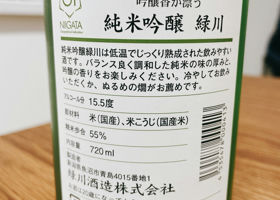 NIIGATA
吟醸香が漂う
純米吟醸 緑川
純米吟醸緑川は低温でじっくり熟成された飲みやすい
酒です。バランス良く調和した純米の味の厚みと、
吟醸の香りをお楽しみください。冷やしてお飲み
いただくか、ぬるめの燗がお薦めです。
アルコール分 15.5度
原材料名 米(国産)、米こうじ(国産米)
精米歩合 55%
内容量 720ml
製造者
新潟県魚沼市青島4015番地1
緑川酒造株式会社